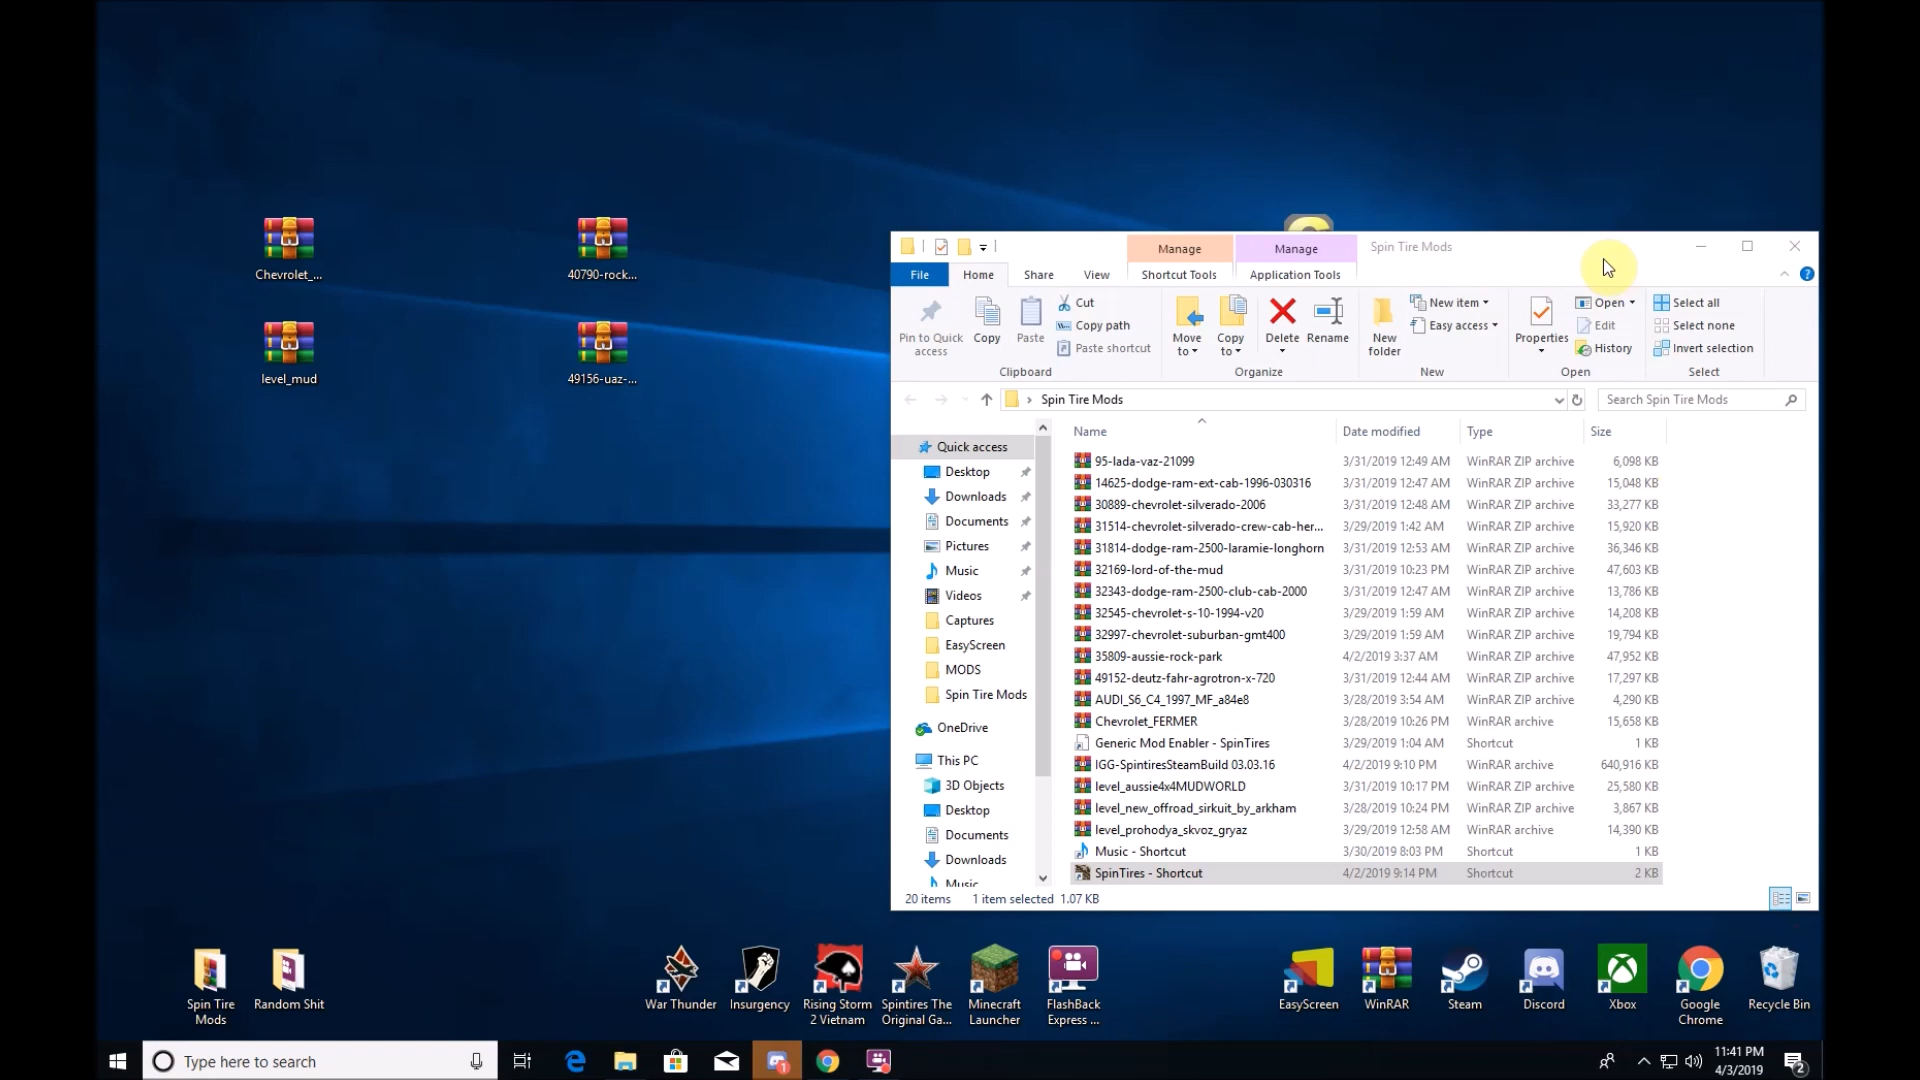 Chevrolet_...
40790-rock...
level_mud
49156-uaz-...
Manage
Manage
Spin Tire Mods
File
Home
Share
View
Shortcut Tools
Application Tools
Pin to Quick
access
Copy
Paste
Cut
Copy path
Paste shortcut
Clipboard
Move
to
Copy
to
Delete
Rename
Organize
New
folder
New item
Easy access
New
Properties
Open
Edit
History
Open
Select all
Select none
Invert selection
Select
Spin Tire Mods
Search Spin Tire Mods
Quick access
Desktop
Downloads
Documents
Pictures
Music
Videos
Captures
EasyScreen
MODS
Spin Tire Mods
OneDrive
This PC
3D Objects
Desktop
Documents
Downloads
Music
Name Date modified Type Size
95-lada-vaz-21099 3/31/2019 12:49 AM WinRAR ZIP archive 6,098 KB
14625-dodge-ram-ext-cab-1996-030316 3/31/2019 12:47 AM WinRAR ZIP archive 15,048 KB
30889-chevrolet-silverado-2006 3/31/2019 12:48 AM WinRAR ZIP archive 33,277 KB
31514-chevrolet-silverado-crew-cab-her... 3/29/2019 1:42 AM WinRAR ZIP archive 15,920 KB
31814-dodge-ram-2500-laramie-longhorn 3/31/2019 12:53 AM WinRAR ZIP archive 36,346 KB
32169-lord-of-the-mud 3/31/2019 10:23 PM WinRAR ZIP archive 47,603 KB
32343-dodge-ram-2500-club-cab-2000 3/31/2019 12:47 AM WinRAR ZIP archive 13,786 KB
32545-chevrolet-s-10-1994-v20 3/29/2019 1:59 AM WinRAR ZIP archive 14,208 KB
32997-chevrolet-suburban-gmt400 3/29/2019 1:59 AM WinRAR ZIP archive 19,794 KB
35809-aussie-rock-park 4/2/2019 3:37 AM WinRAR ZIP archive 47,952 KB
49152-deutz-fahr-agrotron-x-720 3/31/2019 12:44 AM WinRAR ZIP archive 17,297 KB
AUDI_S6_C4_1997_MF_a84e8 3/28/2019 3:54 AM WinRAR ZIP archive 4,290 KB
Chevrolet_FERMER 3/28/2019 10:26 PM WinRAR archive 15,658 KB
Generic Mod Enabler - SpinTires 3/29/2019 1:04 AM Shortcut 1 KB
IGG-SpintiresSteamBuild 03.03.16 4/2/2019 9:10 PM WinRAR archive 640,916 KB
level_aussie4x4MUDWORLD 3/31/2019 10:17 PM WinRAR ZIP archive 25,580 KB
level_new_offroad_sirkuit_by_arkham 3/28/2019 10:24 PM WinRAR ZIP archive 3,867 KB
level_prohodya_skvoz_gryaz 3/29/2019 12:58 AM WinRAR archive 14,390 KB
Music - Shortcut 3/30/2019 8:03 PM Shortcut 1 KB
SpinTires - Shortcut 4/2/2019 9:14 PM Shortcut 2 KB
20 items 1 item selected 1.07 KB
Spin Tire
Mods
Random Shit
War Thunder
Insurgency
Rising Storm
2 Vietnam
Spintires The
Original Ga...
Minecraft
Launcher
FlashBack
Express ...
EasyScreen
WinRAR
Steam
Discord
Xbox
Google
Chrome
Recycle Bin
Type here to search
1
11:41 PM
4/3/2019
2